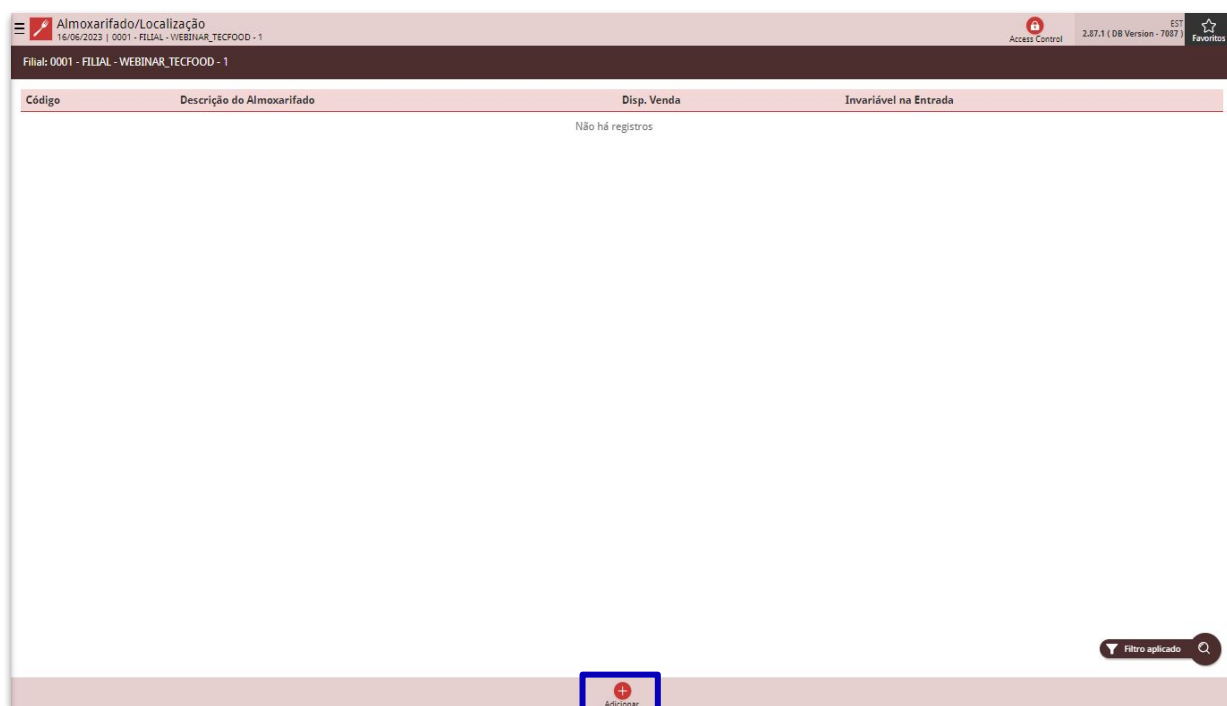 Almoxarifado/Localização
16/06/2023 | 0001 - FILIAL - WEBINAR_TECFOOD - 1
Access Control
EST
2.87.1 ( DB Version - 7087 )
Favoritos
Filial: 0001 - FILIAL - WEBINAR_TECFOOD - 1
Código Descrição do Almoxarifado Disp. Venda Invariável na Entrada
Não há registros
Filtro aplicado
Adicionar